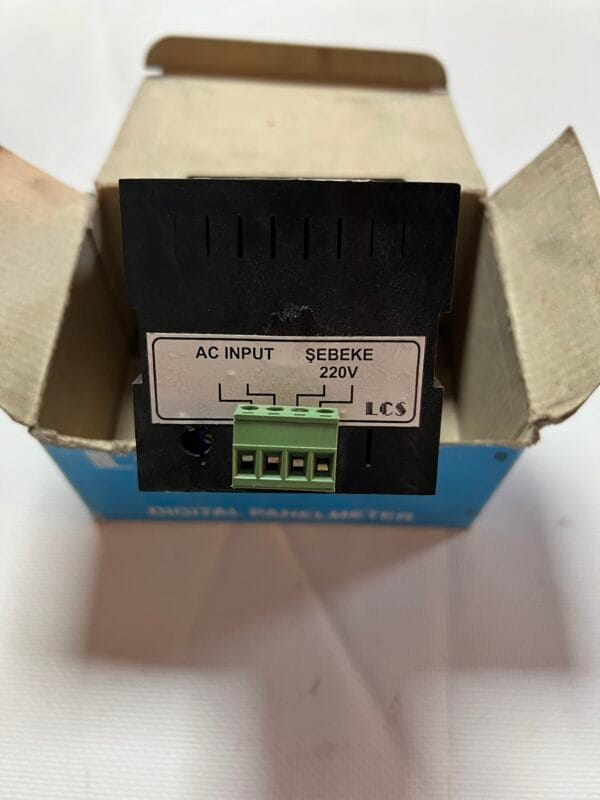 AC INPUT ŞEBEKE
220V
LCS
DIGITAL PANELMETER